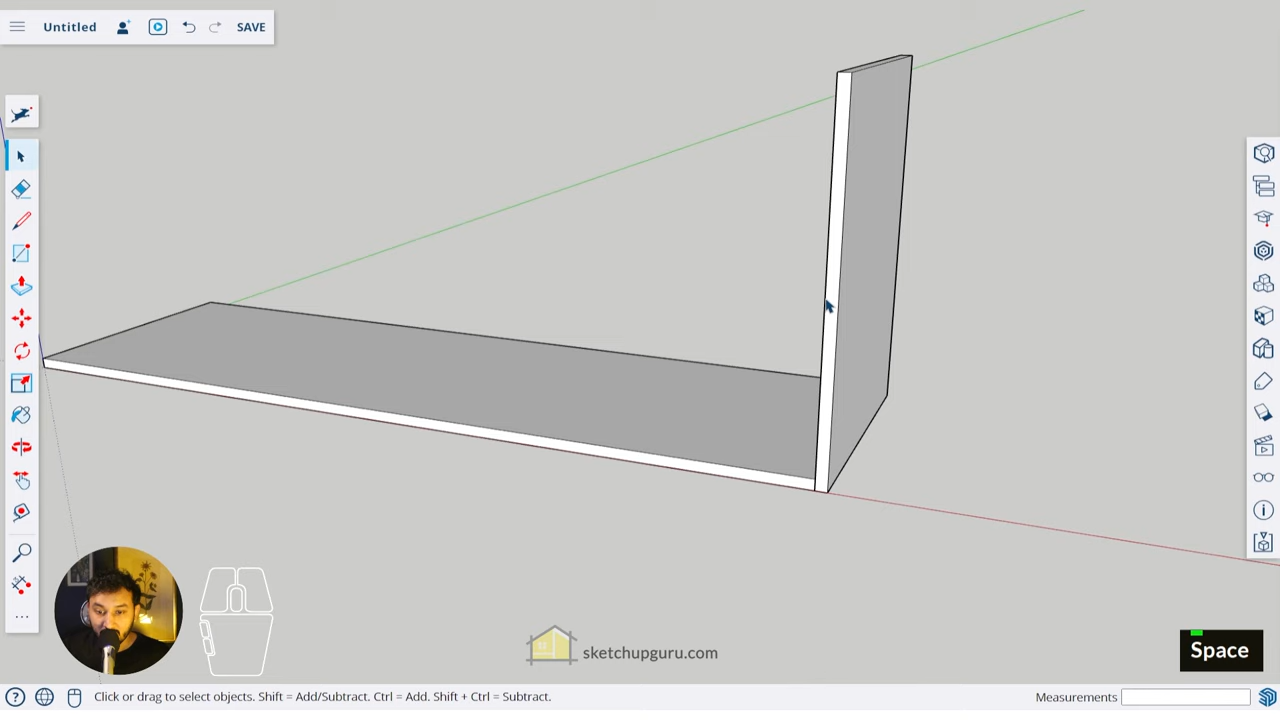 Untitled
SAVE
sketchupguru.com
Space
Click or drag to select objects. Shift = Add/Subtract. Ctrl = Add. Shift + Ctrl = Subtract.
Measurements